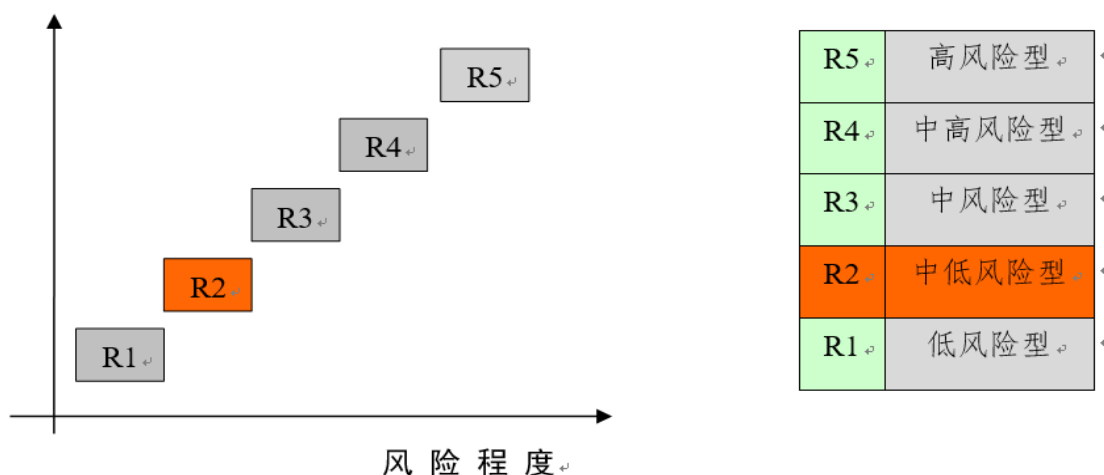 R5
R4
R3
R2
R1
风 险 程 度
R5 高风险型
R4 中高风险型
R3 中风险型
R2 中低风险型
R1 低风险型